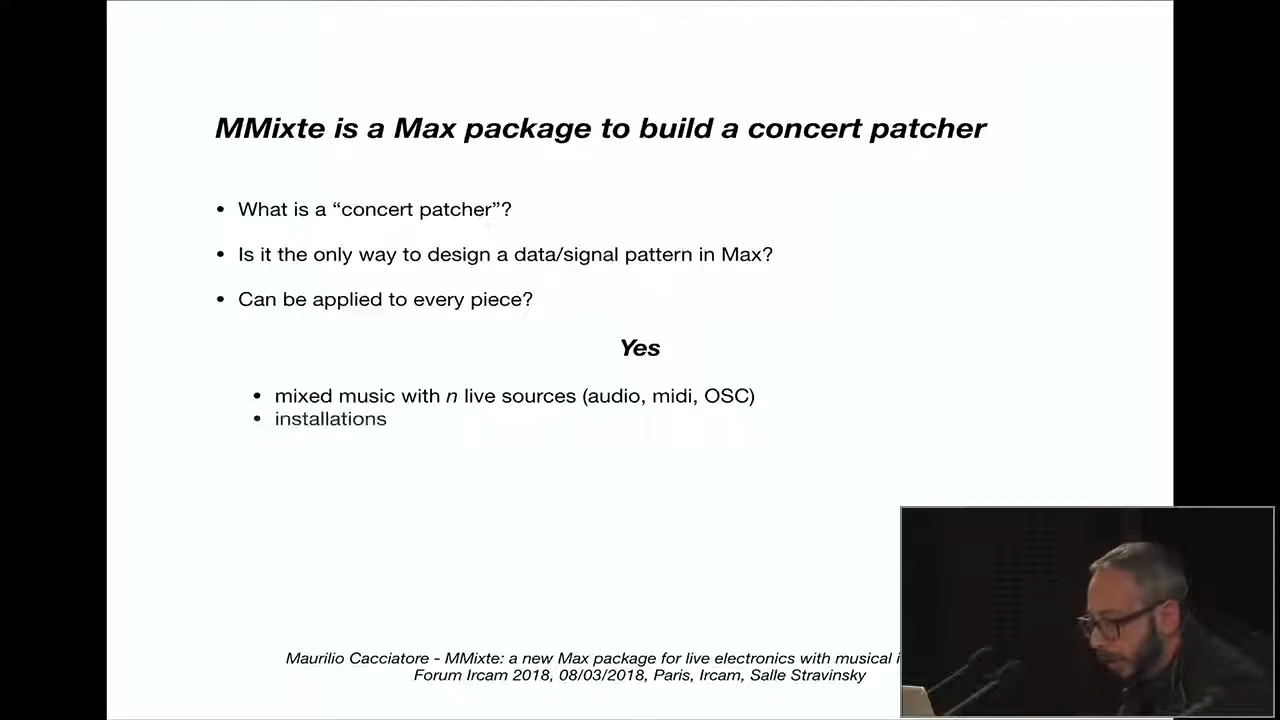 MMixte is a Max package to build a concert patcher
• What is a “concert patcher”?
• Is it the only way to design a data/signal pattern in Max?
• Can be applied to every piece?
Yes
• mixed music with n live sources (audio, midi, OSC)
• installations
Maurilio Cacciatore - MMixte: a new Max package for live electronics with musical
Forum Ircam 2018, 08/03/2018, Paris, Ircam, Salle Stravinsky